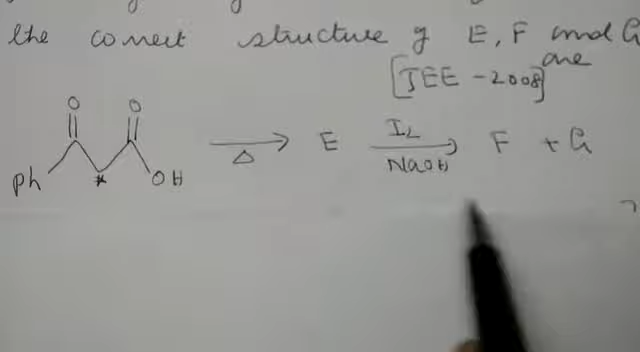 the correct structure of E, F and G
are
[JEE - 2008]
O O
Ph * OH Δ E I2 NaOH F + G